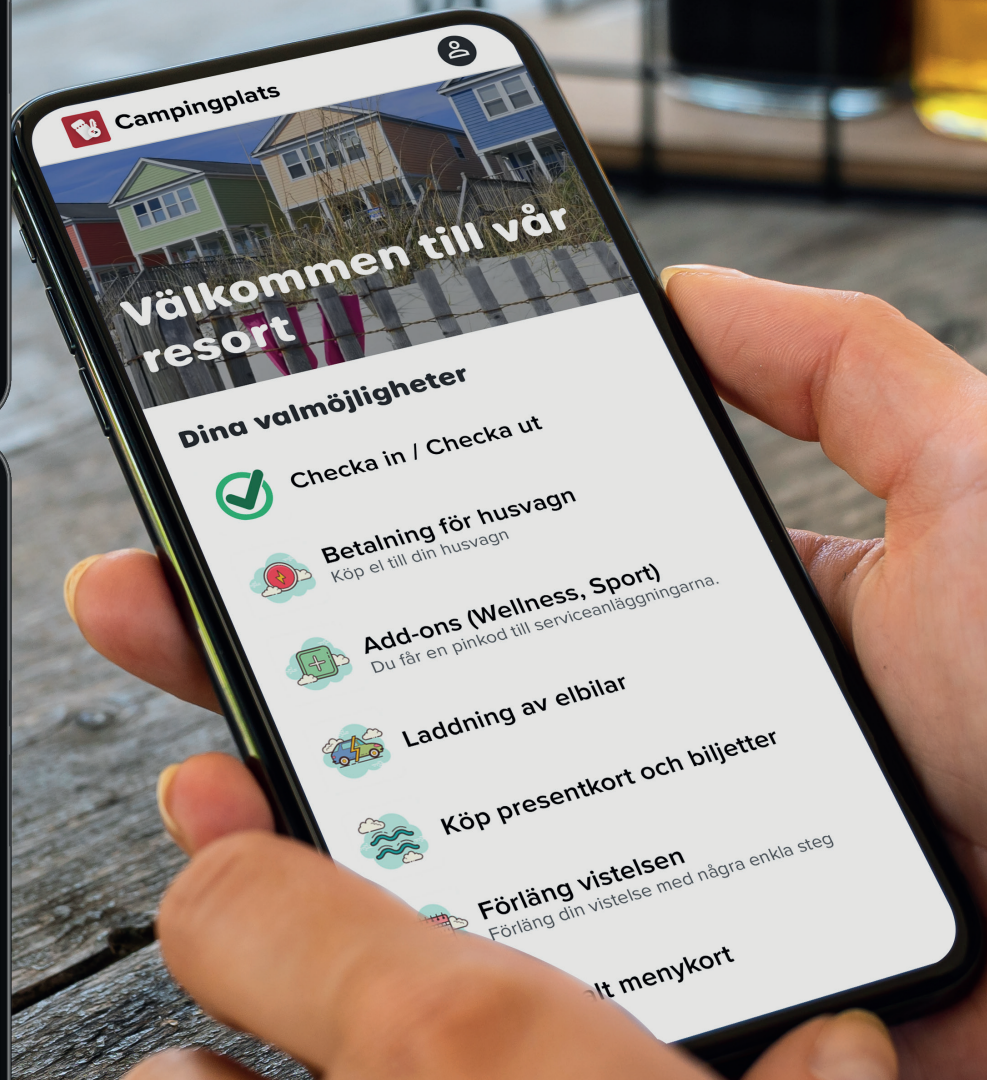 Campingplats
Välkommen till vår
resort
Dina valmöjligheter
Checka in / Checka ut
Betalning för husvagn
Köp el till din husvagn
Add-ons (Wellness, Sport)
Du får en pinkod till serviceanläggningarna.
Laddning av elbilar
Köp presentkort och biljetter
Förläng vistelsen
Förläng din vistelse med några enkla steg
menykort